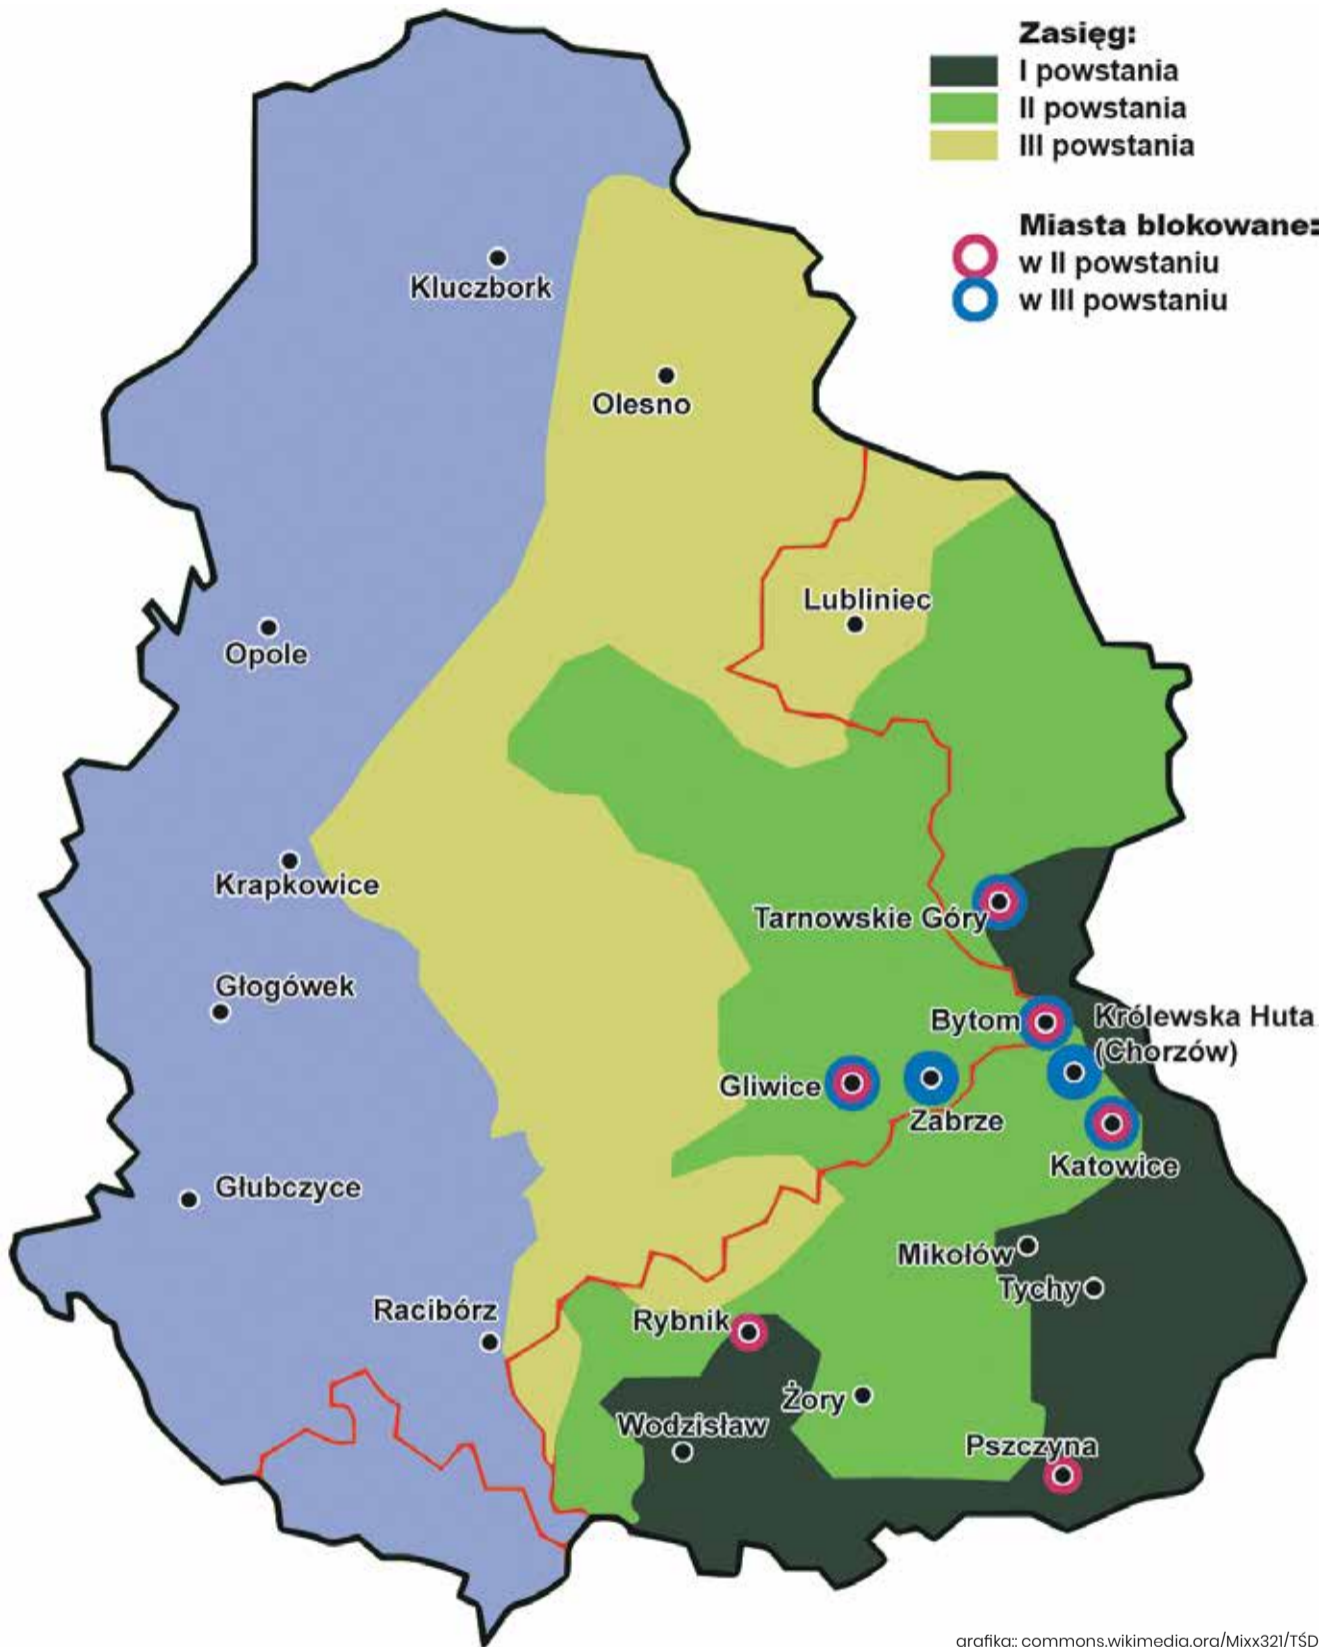 Zasięg:
I powstania
II powstania
III powstania
Miasta blokowane:
w II powstaniu
w III powstaniu
Kluczbork
Olesno
Lubliniec
Opole
Krapkowice
Tarnowskie Góry
Głogówek
Bytom
Królewska Huta
(Chorzów)
Gliwice
Zabrze
Katowice
Głubczyce
Mikołów
Tychy
Racibórz
Rybnik
Żory
Wodzisław
Pszczyna
grafika:: commons.wikimedia.org/Mixx321/TŚD